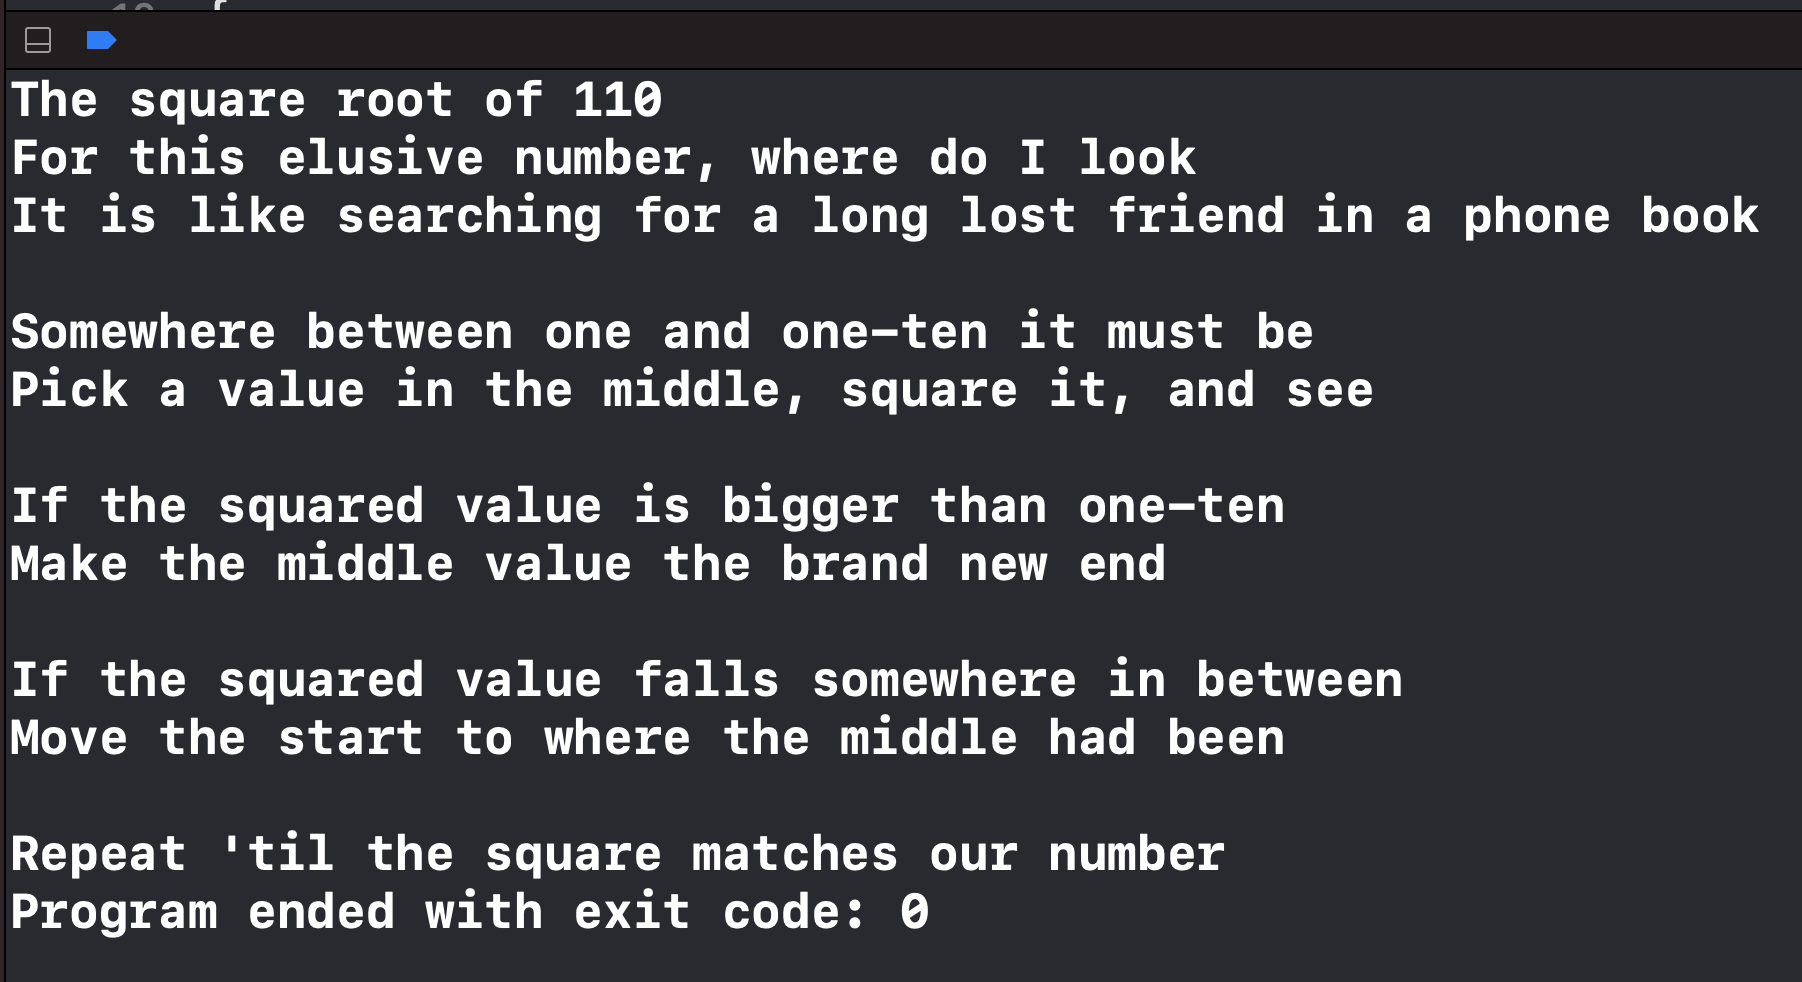 The square root of 110
For this elusive number, where do I look
It is like searching for a long lost friend in a phone book
Somewhere between one and one-ten it must be
Pick a value in the middle, square it, and see
If the squared value is bigger than one-ten
Make the middle value the brand new end
If the squared value falls somewhere in between
Move the start to where the middle had been
Repeat 'til the square matches our number
Program ended with exit code: 0